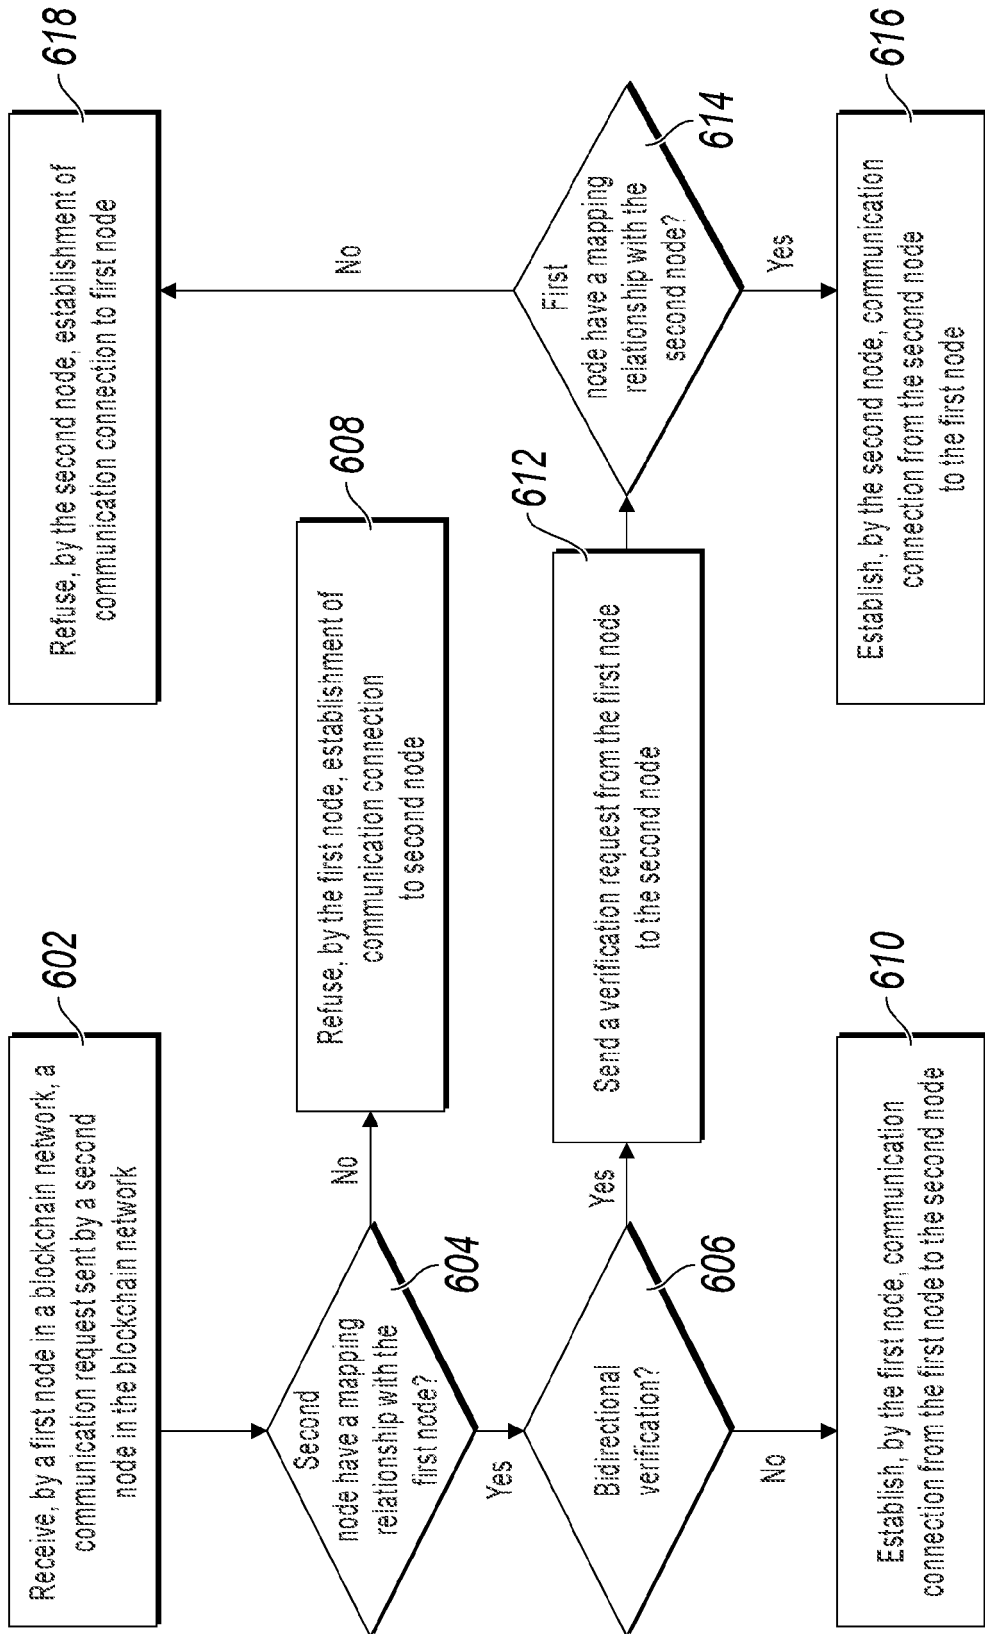 602
Receive, by a first node in a blockchain network, a
communication request sent by a second
node in the blockchain network
Second
node have a mapping
relationship with the
first node?
604
No
Refuse, by the first node, establishment of
communication connection
to second node
608
Yes
Bidirectional
verification?
606
No
Establish, by the first node, communication
connection from the first node to the second node
610
Yes
Send a verification request from the first node
to the second node
612
First
node have a mapping
relationship with the
second node?
614
No
Refuse, by the second node, establishment of
communication connection to first node
618
Yes
Establish, by the second node, communication
connection from the second node
to the first node
616